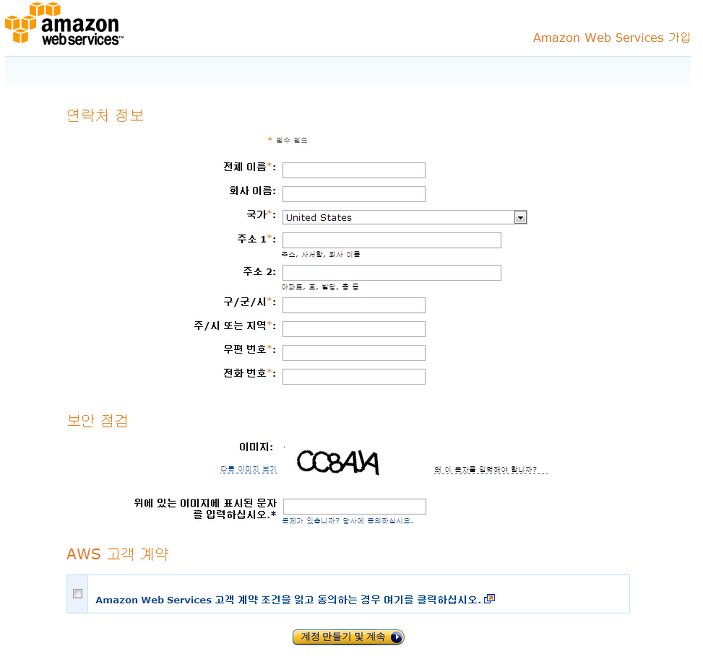 amazon
web services™
Amazon Web Services 가입
연락처 정보
* 필수 필드
전체 이름*:
회사 이름:
국가*: United States
주소 1*:
주소, 사서함, 회사 이름
주소 2:
아파트, 호, 빌딩, 층 등
구/군/시*:
주/시 또는 지역*:
우편 번호*:
전화 번호*:
보안 점검
이미지:
다른 이미지 보기
왜 이 문자를 입력해야 합니까?
위에 있는 이미지에 표시된 문자
를 입력하십시오.*
문제가 있습니까? 당사에 문의하십시오.
AWS 고객 계약
Amazon Web Services 고객 계약 조건을 읽고 동의하는 경우 여기를 클릭하십시오.
계정 만들기 및 계속